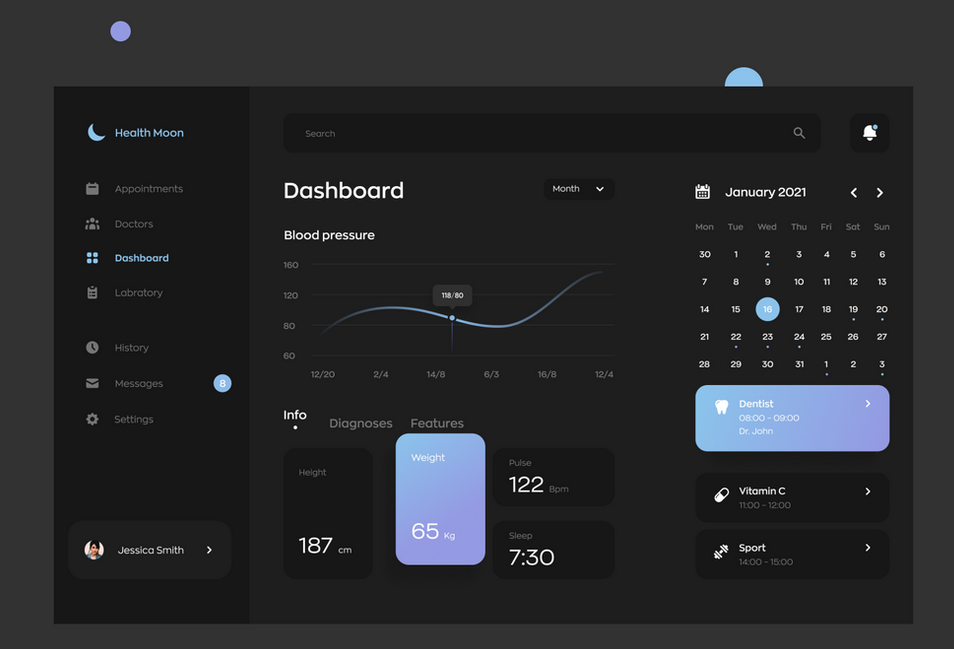 Health Moon
Appointments
Doctors
Dashboard
Labratory
History
Messages 8
Settings
Jessica Smith
Search
Dashboard
Month
Blood pressure
160
120
80
60
118/80
12/20 2/4 14/8 6/3 16/8 12/4
Info Diagnoses Features
Height
187 cm
Weight
65 Kg
Pulse
122 Bpm
Sleep
7:30
January 2021
Mon Tue Wed Thu Fri Sat Sun
30 1 2 3 4 5 6
7 8 9 10 11 12 13
14 15 16 17 18 19 20
21 22 23 24 25 26 27
28 29 30 31 1 2 3
Dentist
08:00 - 09:00
Dr. John
Vitamin C
11:00 - 12:00
Sport
14:00 - 15:00